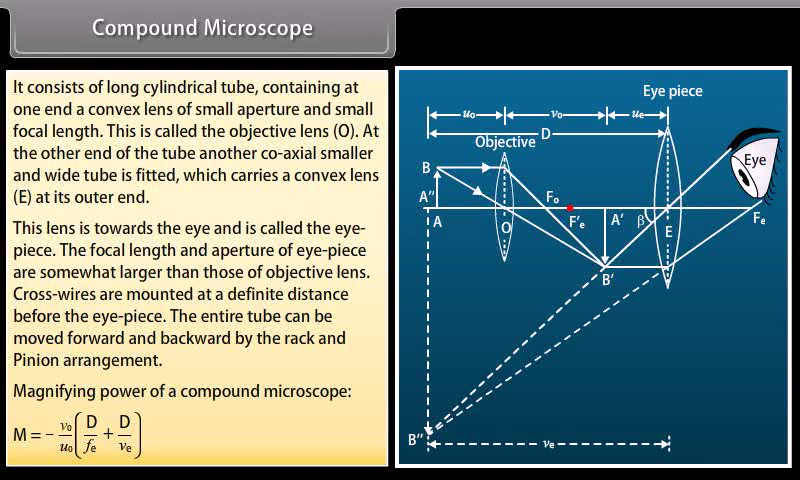 Compound Microscope
It consists of long cylindrical tube, containing at
one end a convex lens of small aperture and small
focal length. This is called the objective lens (O). At
the other end of the tube another co-axial smaller
and wide tube is fitted, which carries a convex lens
(E) at its outer end.
This lens is towards the eye and is called the eye-
piece. The focal length and aperture of eye-piece
are somewhat larger than those of objective lens.
Cross-wires are mounted at a definite distance
before the eye-piece. The entire tube can be
moved forward and backward by the rack and
Pinion arrangement.
Magnifying power of a compound microscope:
M = - v₀/u₀ ( D/fₑ + D/vₑ )
Eye piece
u₀ v₀ uₑ
D
Objective
B
Eye
A″ F₀
A O F′ₑ A′ β E Fₑ
B′
B″
vₑ